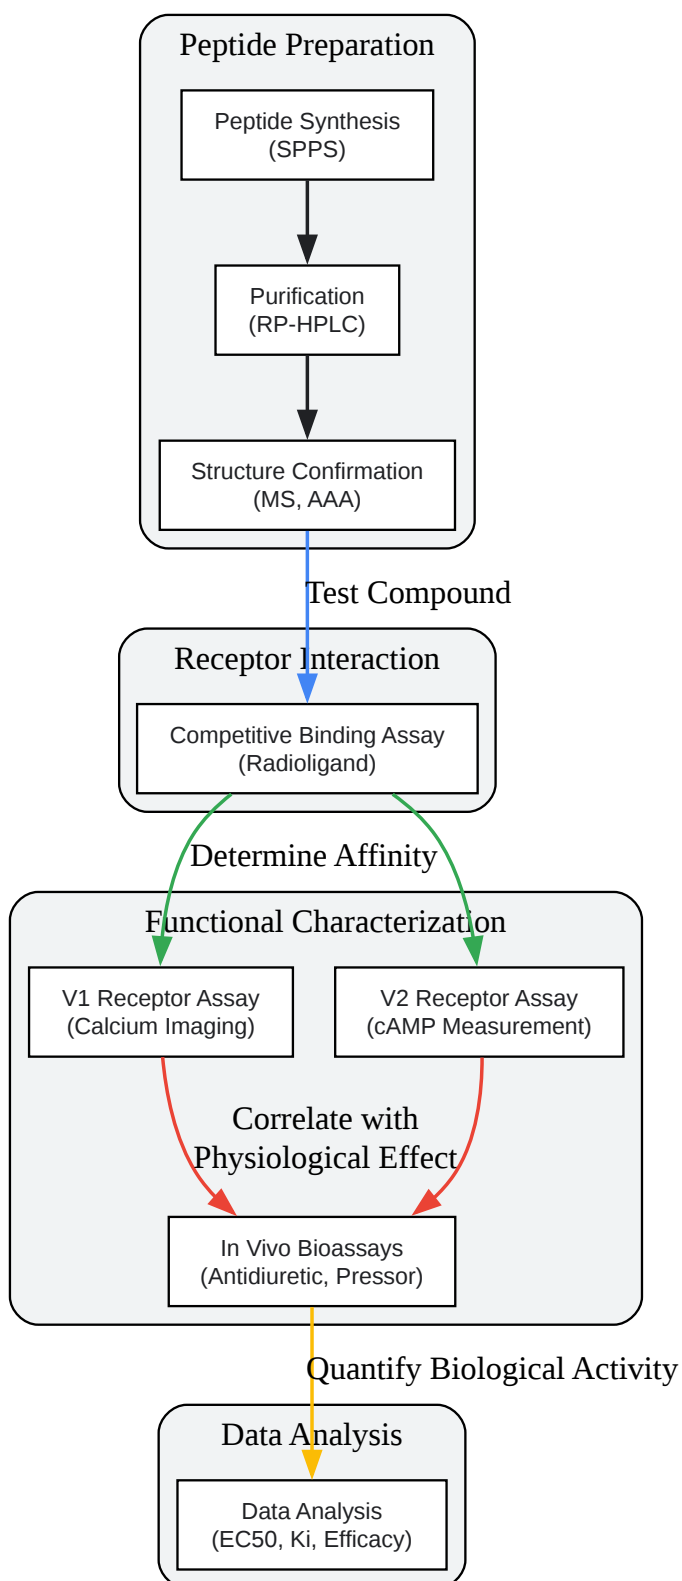 Peptide Preparation
Peptide Synthesis
(SPPS)
Purification
(RP-HPLC)
Structure Confirmation
(MS, AAA)
Test Compound
Receptor Interaction
Competitive Binding Assay
(Radioligand)
Determine Affinity
Functional Characterization
V1 Receptor Assay
(Calcium Imaging)
V2 Receptor Assay
(cAMP Measurement)
Correlate with
Physiological Effect
In Vivo Bioassays
(Antidiuretic, Pressor)
Quantify Biological Activity
Data Analysis
Data Analysis
(EC50, Ki, Efficacy)